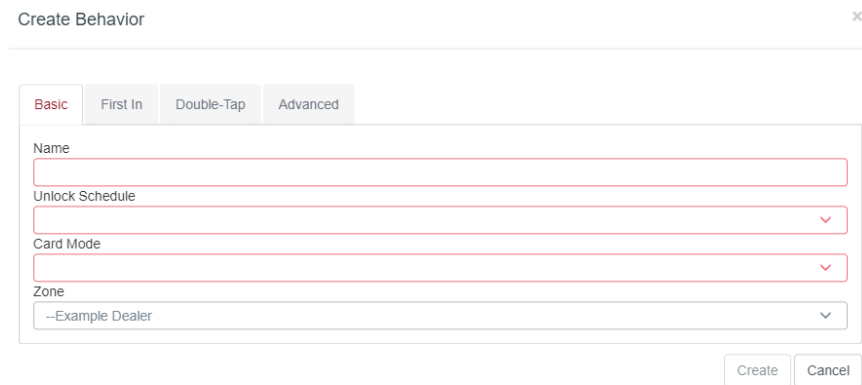 Create Behavior ×
Basic First In Double-Tap Advanced
Name
Unlock Schedule
Card Mode
Zone
--Example Dealer
Create Cancel